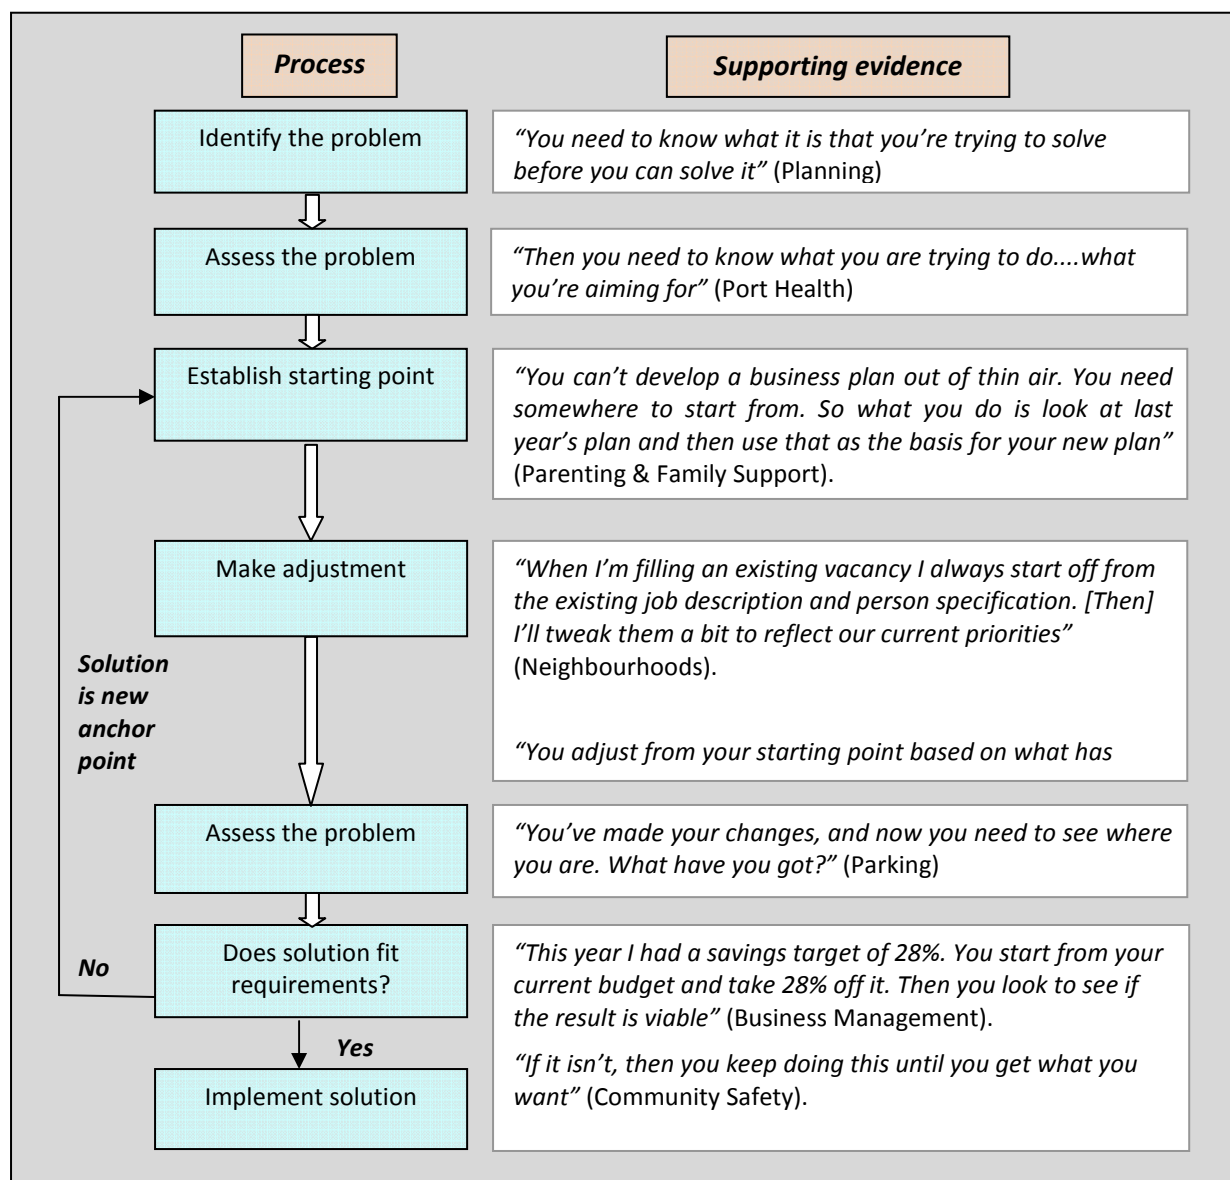 Process
Supporting evidence
Identify the problem
“You need to know what it is that you’re trying to solve
before you can solve it” (Planning)
Assess the problem
“Then you need to know what you are trying to do....what
you’re aiming for” (Port Health)
Establish starting point
“You can’t develop a business plan out of thin air. You need
somewhere to start from. So what you do is look at last
year’s plan and then use that as the basis for your new plan”
(Parenting & Family Support).
Make adjustment
“When I’m filling an existing vacancy I always start off from
the existing job description and person specification. [Then]
I’ll tweak them a bit to reflect our current priorities”
(Neighbourhoods).
“You adjust from your starting point based on what has
Solution
is new
anchor
point
Assess the problem
“You’ve made your changes, and now you need to see where
you are. What have you got?” (Parking)
Does solution fit
requirements?
No
“This year I had a savings target of 28%. You start from your
current budget and take 28% off it. Then you look to see if
the result is viable” (Business Management).
Yes
“If it isn’t, then you keep doing this until you get what you
want” (Community Safety).
Implement solution